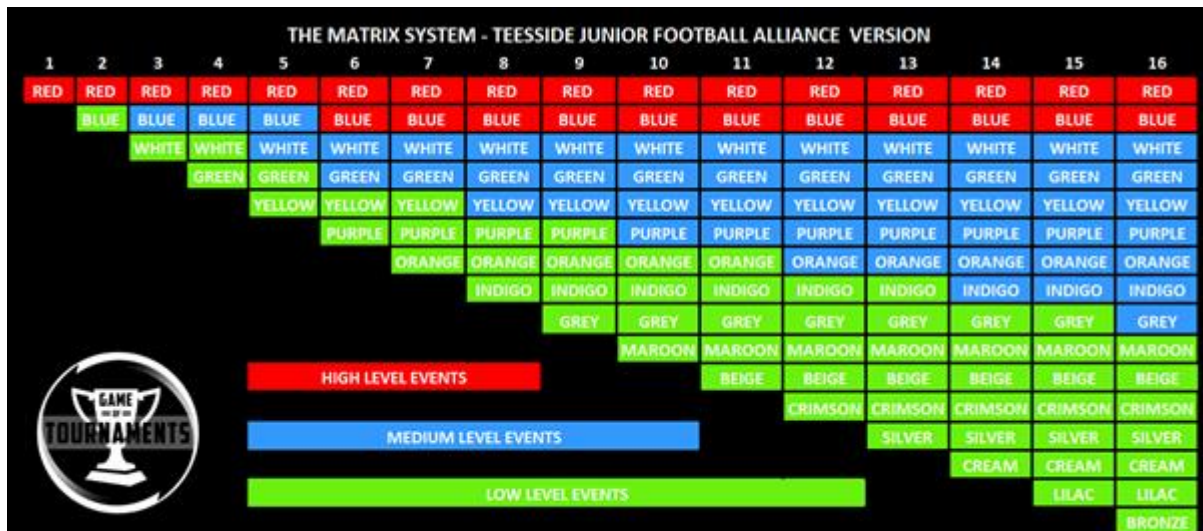 THE MATRIX SYSTEM - TEESSIDE JUNIOR FOOTBALL ALLIANCE VERSION
1 2 3 4 5 6 7 8 9 10 11 12 13 14 15 16
RED RED RED RED RED RED RED RED RED RED RED RED RED RED RED RED
BLUE BLUE BLUE BLUE BLUE BLUE BLUE BLUE BLUE BLUE BLUE BLUE BLUE BLUE BLUE
WHITE WHITE WHITE WHITE WHITE WHITE WHITE WHITE WHITE WHITE WHITE WHITE WHITE WHITE
GREEN GREEN GREEN GREEN GREEN GREEN GREEN GREEN GREEN GREEN GREEN GREEN GREEN
YELLOW YELLOW YELLOW YELLOW YELLOW YELLOW YELLOW YELLOW YELLOW YELLOW YELLOW YELLOW
PURPLE PURPLE PURPLE PURPLE PURPLE PURPLE PURPLE PURPLE PURPLE PURPLE PURPLE
ORANGE ORANGE ORANGE ORANGE ORANGE ORANGE ORANGE ORANGE ORANGE ORANGE
INDIGO INDIGO INDIGO INDIGO INDIGO INDIGO INDIGO INDIGO INDIGO
GREY GREY GREY GREY GREY GREY GREY GREY
MAROON MAROON MAROON MAROON MAROON MAROON MAROON
HIGH LEVEL EVENTS BEIGE BEIGE BEIGE BEIGE BEIGE BEIGE
CRIMSON CRIMSON CRIMSON CRIMSON CRIMSON
MEDIUM LEVEL EVENTS SILVER SILVER SILVER SILVER
CREAM CREAM CREAM
LOW LEVEL EVENTS LILAC LILAC
BRONZE
GAME
OF
TOURNAMENTS